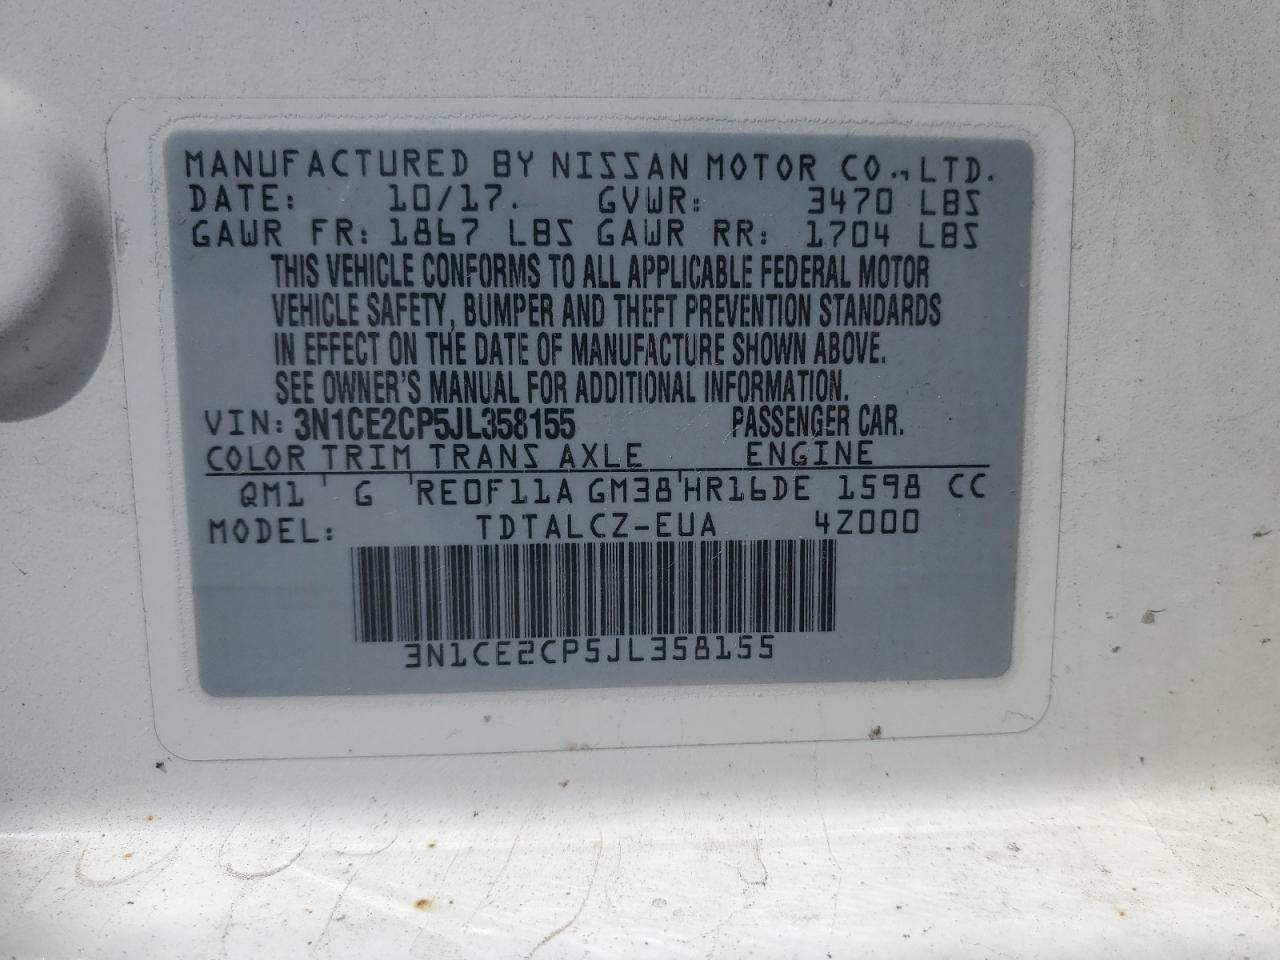 MANUFACTURED BY NISSAN MOTOR CO., LTD.
DATE: 10/17. GVWR: 3470 LBS
GAWR FR: 1867 LBS GAWR RR: 1704 LBS
THIS VEHICLE CONFORMS TO ALL APPLICABLE FEDERAL MOTOR
VEHICLE SAFETY, BUMPER AND THEFT PREVENTION STANDARDS
IN EFFECT ON THE DATE OF MANUFACTURE SHOWN ABOVE.
SEE OWNER'S MANUAL FOR ADDITIONAL INFORMATION.
VIN: 3N1CE2CP5JL358155 PASSENGER CAR.
COLOR TRIM TRANS AXLE ENGINE
QM1 G RE0F11A GM38 HR16DE 1598 CC
MODEL: TDTALCZ-EUA 4Z000
3N1CE2CP5JL358155